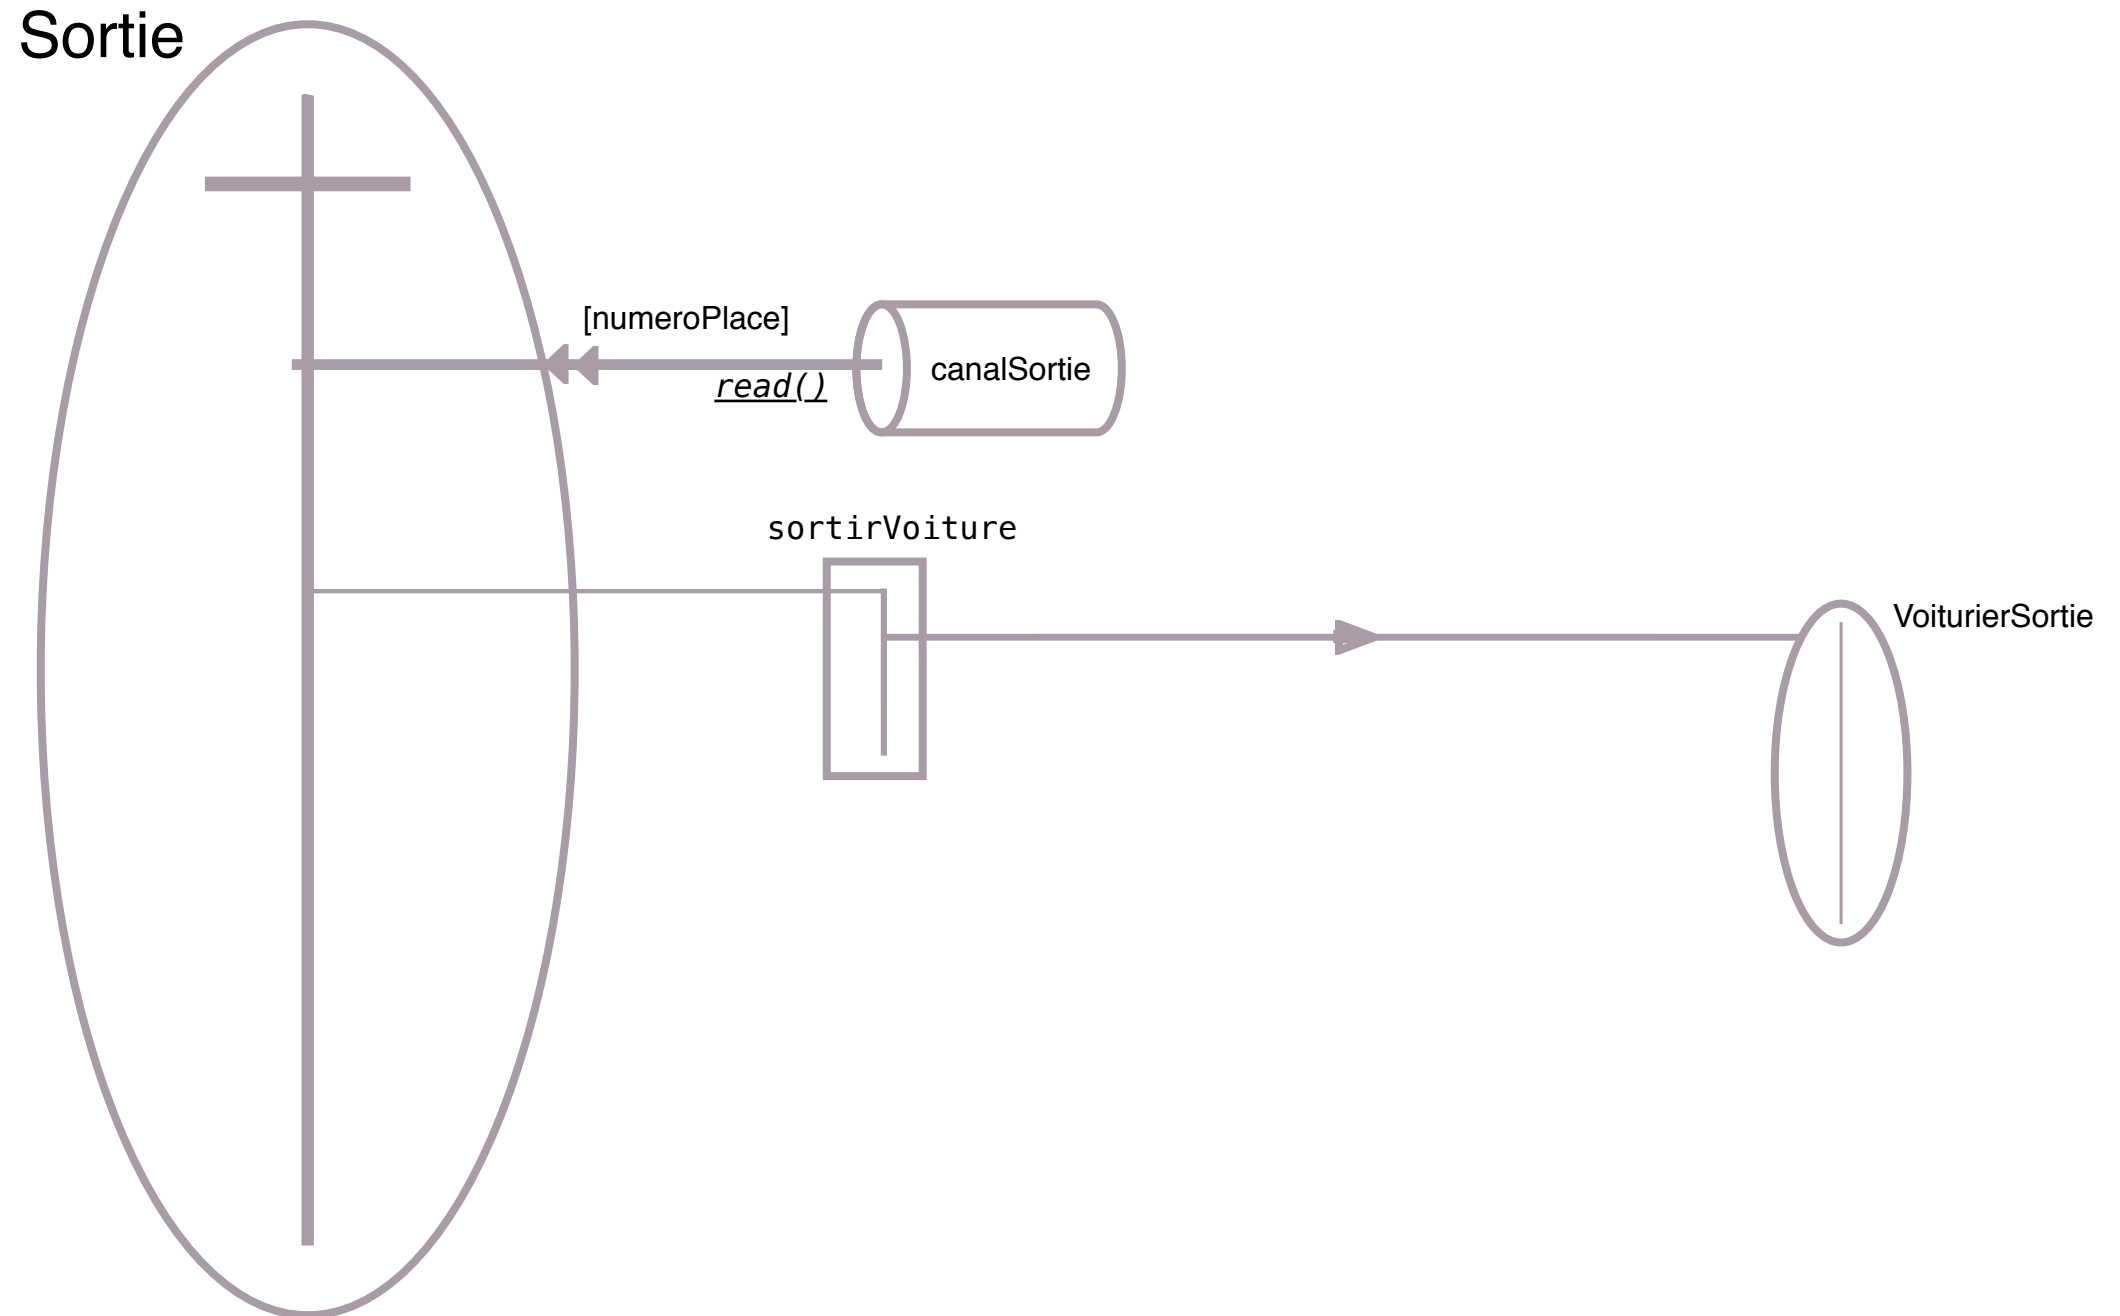 Sortie
[numeroPlace]
read()
canalSortie
sortirVoiture
VoiturierSortie